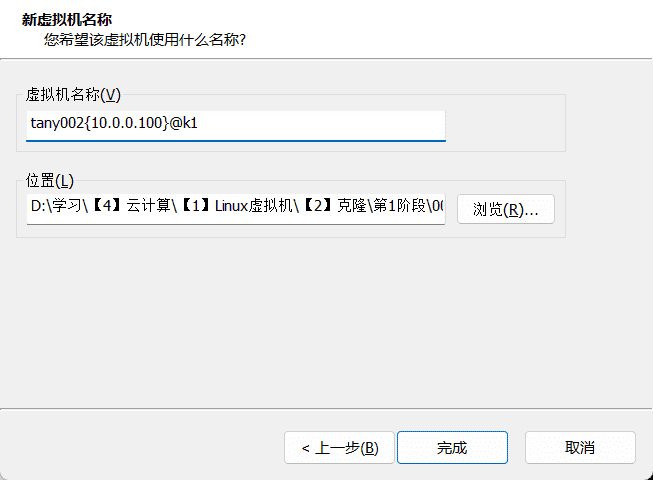 新虚拟机名称
您希望该虚拟机使用什么名称?
虚拟机名称(V)
tany002{10.0.0.100}@k1
位置(L)
D:\学习\【4】云计算\【1】Linux虚拟机\【2】克隆\第1阶段\00
浏览(R)...
< 上一步(B)
完成
取消